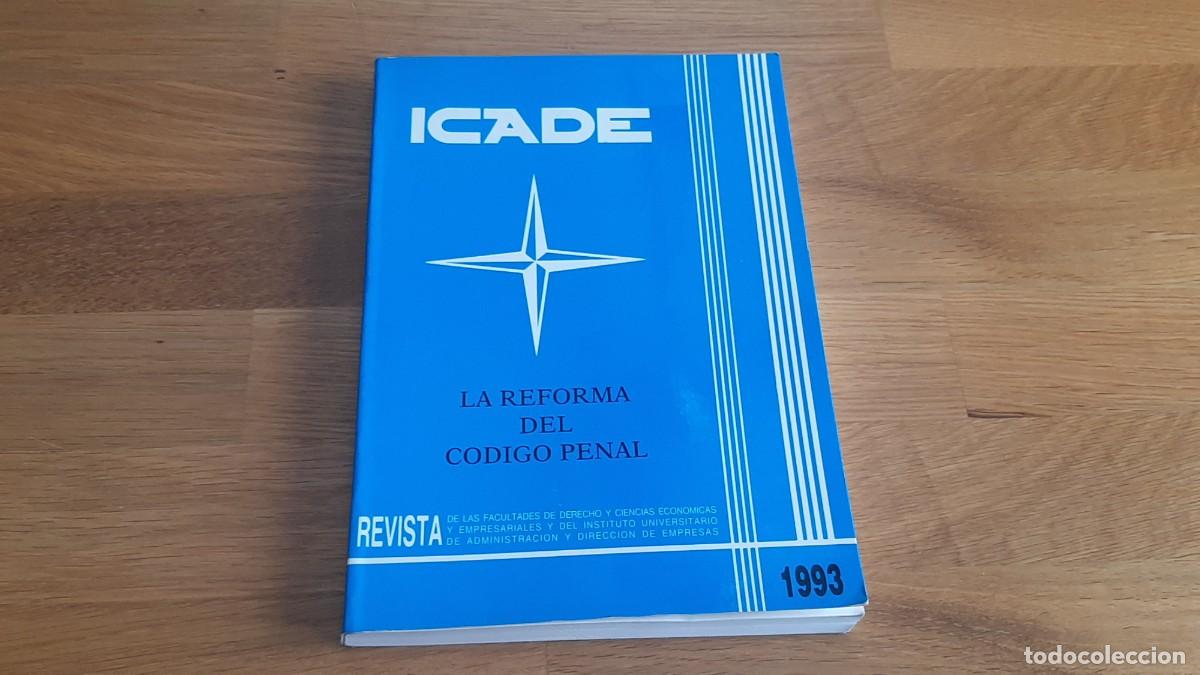 ICADE
LA REFORMA
DEL
CODIGO PENAL
REVISTA
DE LAS FACULTADES DE DERECHO Y CIENCIAS ECONOMICAS
Y EMPRESARIALES Y DEL INSTITUTO UNIVERSITARIO
DE ADMINISTRACION Y DIRECCION DE EMPRESAS
1993
todocoleccion